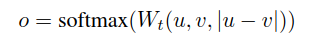 o = softmax(W_t(u, v, |u − v|))